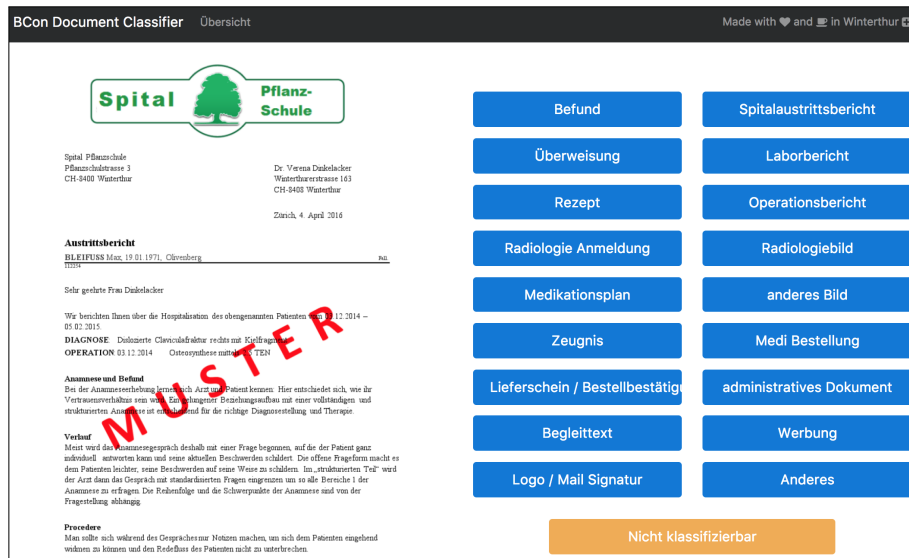 BCon Document Classifier Übersicht
Made with and in Winterthur
Spital Pflanz-
Schule
Spital Pflanzschule
Pflanzschulstrasse 3
CH-8400 Winterthur
Dr. Verena Dinkelacker
Winterthurerstrasse 163
CH-8408 Winterthur
Zürich, 4. April 2016
Austrittsbericht
BLEIFUSS Max, 19.01.1971, Olivenberg
112254
Sehr geehrte Frau Dinkelacker
Wir berichten Ihnen über die Hospitalisation des obengenannten Patienten vom 03.12.2014 –
05.02.2015.
DIAGNOSE: Dislozierte Claviculafraktur rechts mit Kielfragment
OPERATION: 03.12.2014 Osteosynthese mittels TEN
Anamnese und Befund
Bei der Anamneseerhebung lernen sich Arzt und Patient kennen: Hier entscheidet sich, wie ihr
Vertrauensverhältnis sein wird. Ein gelungener Beziehungsaufbau mit einer vollständigen und
strukturierten Anamnese ist entscheidend für die richtige Diagnosestellung und Therapie.
Verlauf
Meist wird das Anamnesegespräch deshalb mit einer Frage begonnen, auf die der Patient ganz
individuell antworten kann und seine aktuellen Beschwerden schildert. Die offene Frageform macht es
dem Patienten leichter, seine Beschwerden auf seine Weise zu schildern. Im „strukturierten Teil“ wird
der Arzt dann das Gespräch mit standardisierten Fragen eingrenzen um so alle Bereiche 1 der
Anamnese zu erfragen. Die Reihenfolge und die Schwerpunkte der Anamnese sind von der
Fragestellung abhängig.
Procedere
Man sollte sich während des Gespräches nur Notizen machen, um sich dem Patienten eingehend
widmen zu können und den Redefluss des Patienten nicht zu unterbrechen.
MUSTER
Befund
Spitalaustrittsbericht
Überweisung
Laborbericht
Rezept
Operationsbericht
Radiologie Anmeldung
Radiologiebild
Medikationsplan
anderes Bild
Zeugnis
Medi Bestellung
Lieferschein / Bestellbestätigu
administratives Dokument
Begleittext
Werbung
Logo / Mail Signatur
Anderes
Nicht klassifizierbar